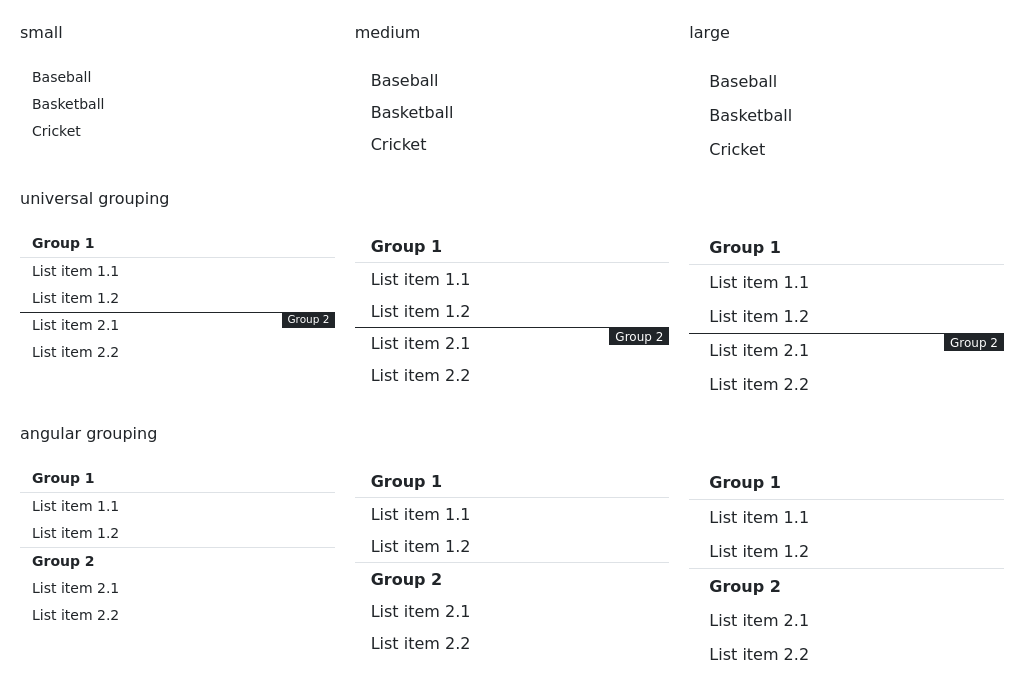 small
medium
large
Baseball
Basketball
Cricket
Baseball
Basketball
Cricket
Baseball
Basketball
Cricket
universal grouping
Group 1
List item 1.1
List item 1.2
Group 2
List item 2.1
List item 2.2
Group 1
List item 1.1
List item 1.2
Group 2
List item 2.1
List item 2.2
Group 1
List item 1.1
List item 1.2
Group 2
List item 2.1
List item 2.2
angular grouping
Group 1
List item 1.1
List item 1.2
Group 2
List item 2.1
List item 2.2
Group 1
List item 1.1
List item 1.2
Group 2
List item 2.1
List item 2.2
Group 1
List item 1.1
List item 1.2
Group 2
List item 2.1
List item 2.2